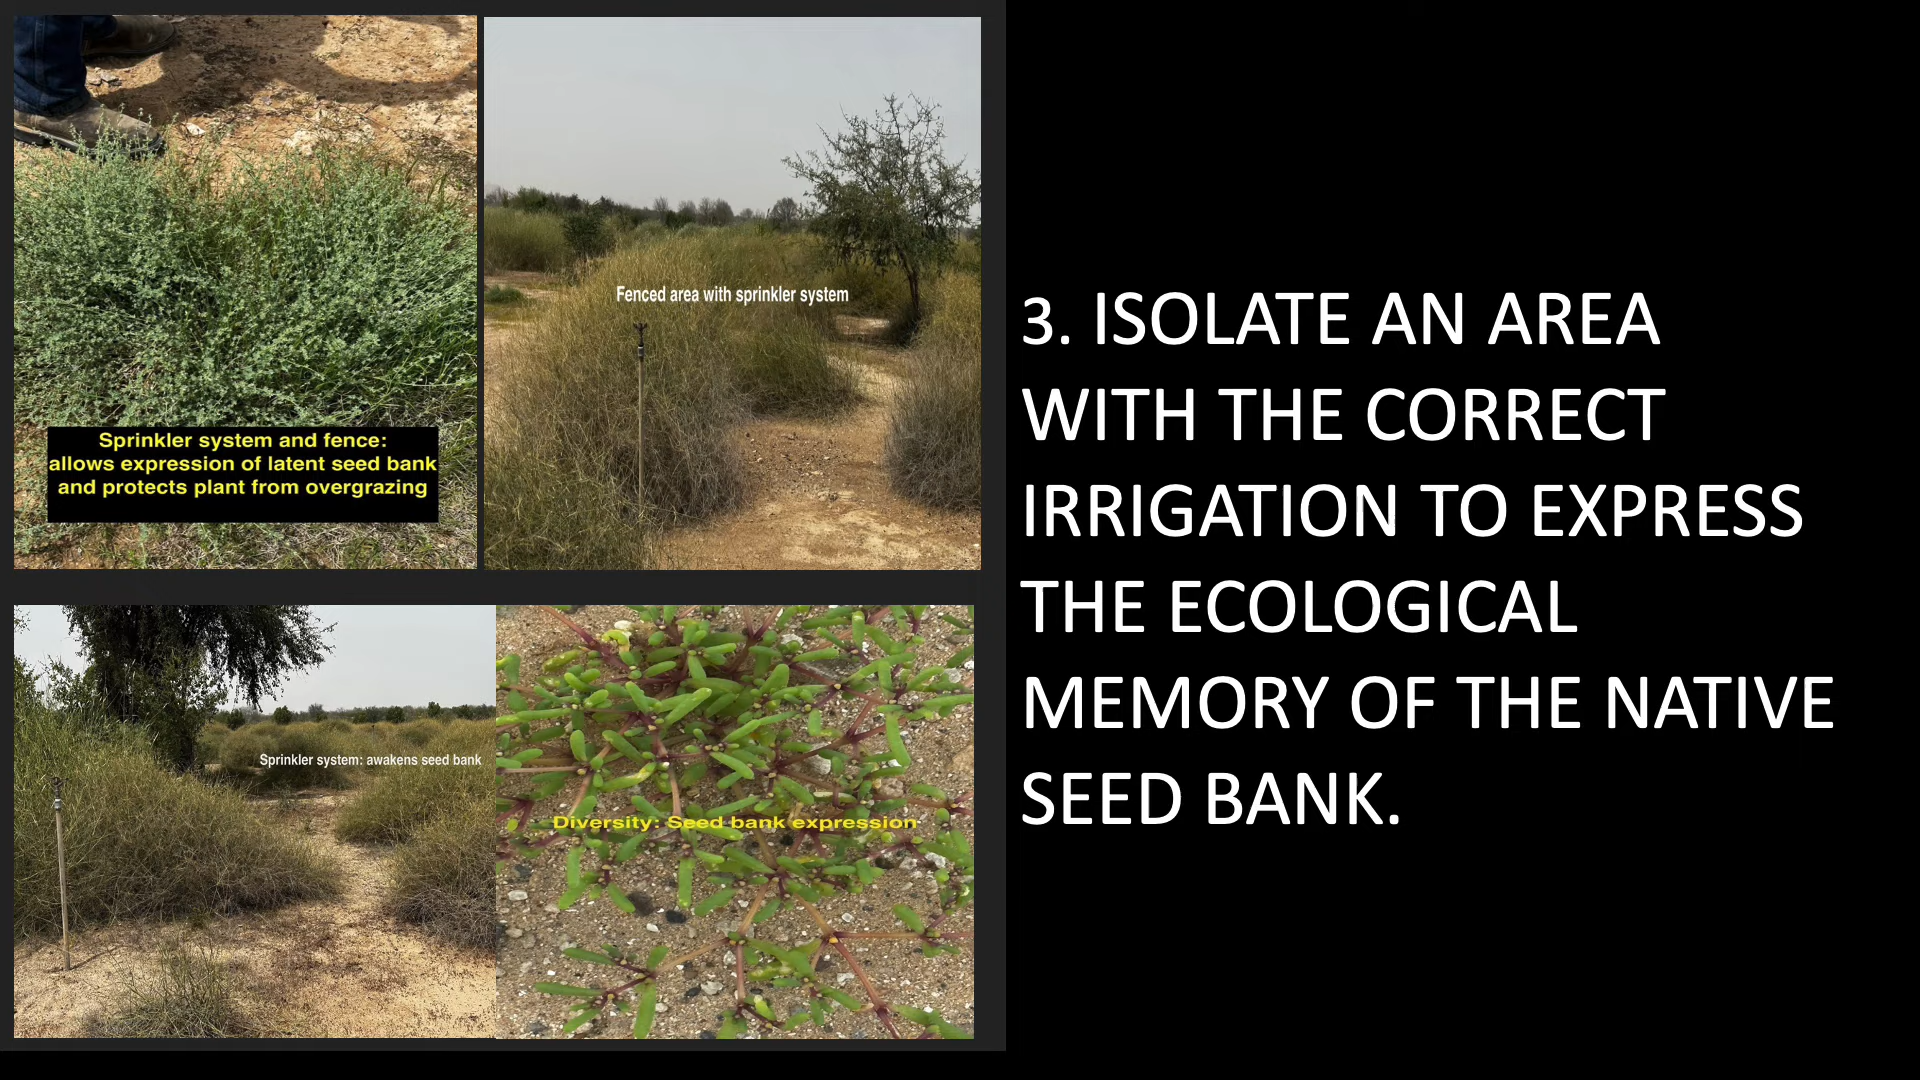 Sprinkler system and fence:
allows expression of latent seed bank
and protects plant from overgrazing
Fenced area with sprinkler system
Sprinkler system: awakens seed bank
Diversity: Seed bank expression
3. ISOLATE AN AREA
WITH THE CORRECT
IRRIGATION TO EXPRESS
THE ECOLOGICAL
MEMORY OF THE NATIVE
SEED BANK.